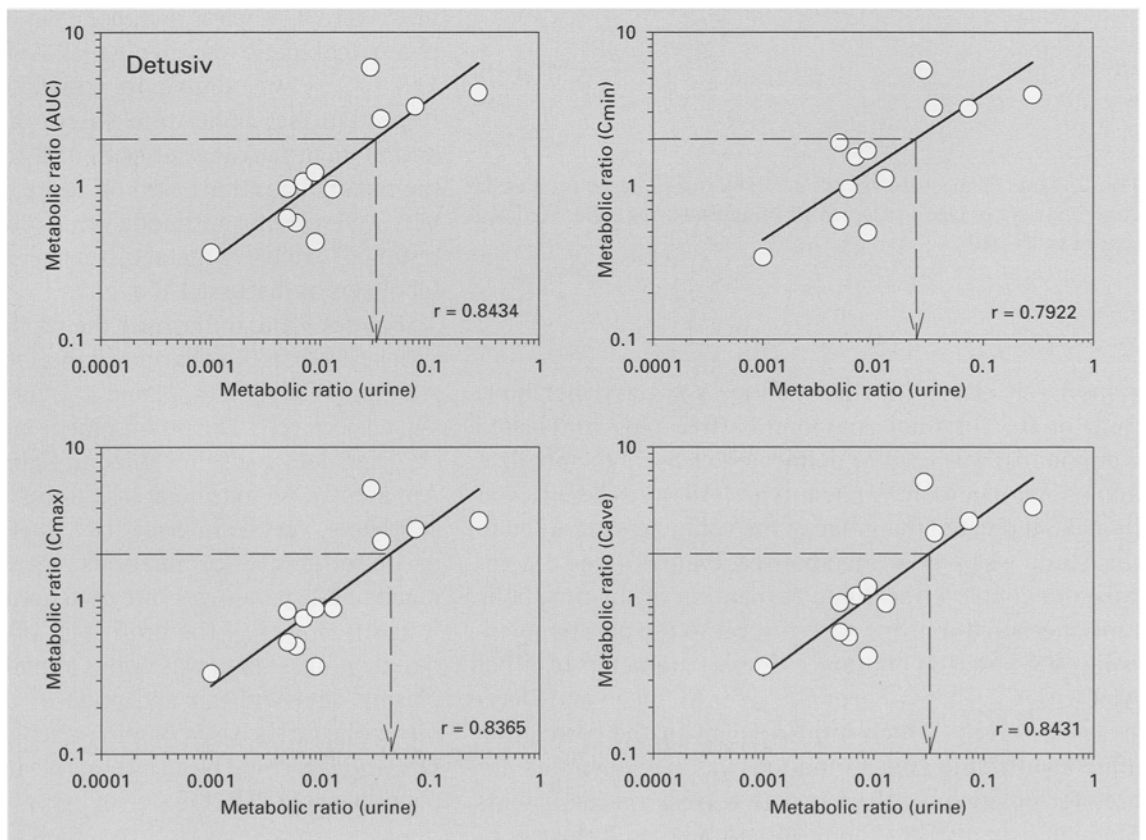 10
Detusiv
Metabolic ratio (AUC)
1
r = 0.8434
0.1
0.0001 0.001 0.01 0.1 1
Metabolic ratio (urine)
10
Metabolic ratio (Cmin)
1
r = 0.7922
0.1
0.0001 0.001 0.01 0.1 1
Metabolic ratio (urine)
10
Metabolic ratio (Cmax)
1
r = 0.8365
0.1
0.0001 0.001 0.01 0.1 1
Metabolic ratio (urine)
10
Metabolic ratio (Cave)
1
r = 0.8431
0.1
0.0001 0.001 0.01 0.1 1
Metabolic ratio (urine)